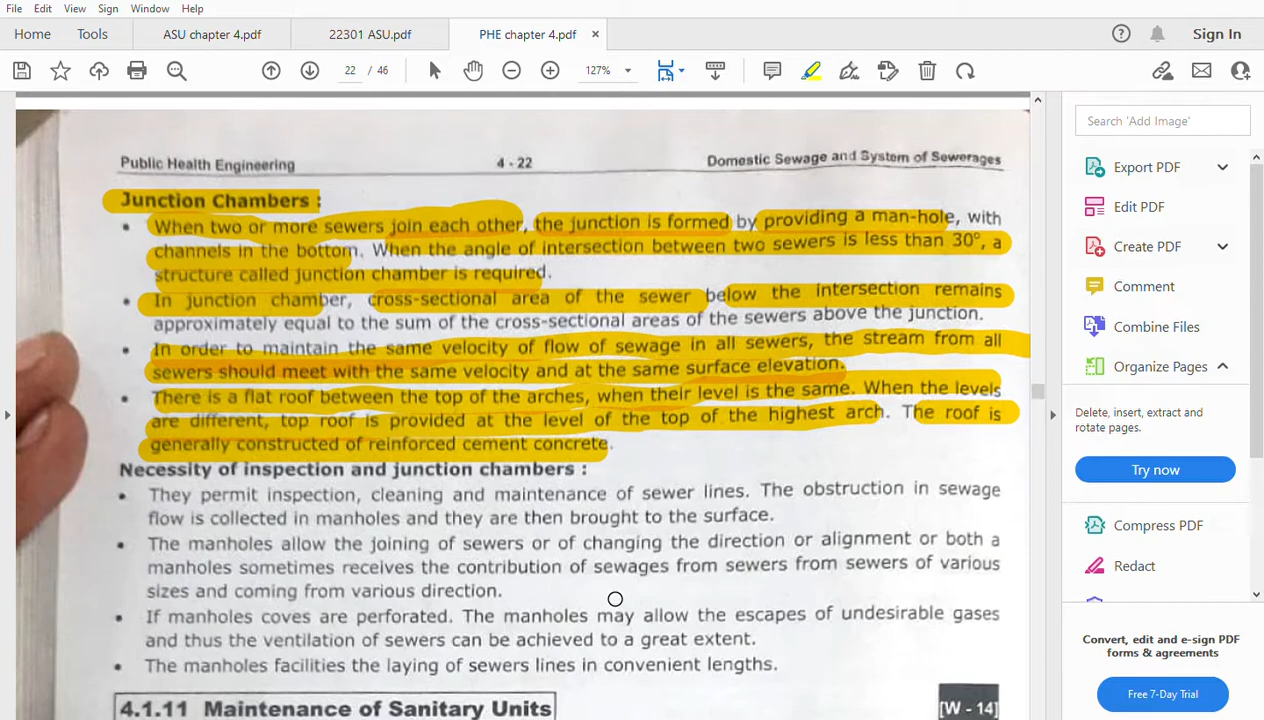 File Edit View Sign Window Help
Home Tools ASU chapter 4.pdf 22301 ASU.pdf PHE chapter 4.pdf × Sign In
22 / 46 127%
Public Health Engineering 4 - 22 Domestic Sewage and System of Sewerages
Junction Chambers :
• When two or more sewers join each other, the junction is formed by providing a man-hole, with
channels in the bottom. When the angle of intersection between two sewers is less than 30°, a
structure called junction chamber is required.
• In junction chamber, cross-sectional area of the sewer below the intersection remains
approximately equal to the sum of the cross-sectional areas of the sewers above the junction.
• In order to maintain the same velocity of flow of sewage in all sewers, the stream from all
sewers should meet with the same velocity and at the same surface elevation.
• There is a flat roof between the top of the arches, when their level is the same. When the levels
are different, top roof is provided at the level of the top of the highest arch. The roof is
generally constructed of reinforced cement concrete.
Necessity of inspection and junction chambers :
• They permit inspection, cleaning and maintenance of sewer lines. The obstruction in sewage
flow is collected in manholes and they are then brought to the surface.
• The manholes allow the joining of sewers or of changing the direction or alignment or both a
manholes sometimes receives the contribution of sewages from sewers from sewers of various
sizes and coming from various direction.
• If manholes coves are perforated. The manholes may allow the escapes of undesirable gases
and thus the ventilation of sewers can be achieved to a great extent.
• The manholes facilities the laying of sewers lines in convenient lengths.
4.1.11 Maintenance of Sanitary Units [W - 14]
Search 'Add Image'
Export PDF
Edit PDF
Create PDF
Comment
Combine Files
Organize Pages
Delete, insert, extract and
rotate pages.
Try now
Compress PDF
Redact
Convert, edit and e-sign PDF
forms & agreements
Free 7-Day Trial